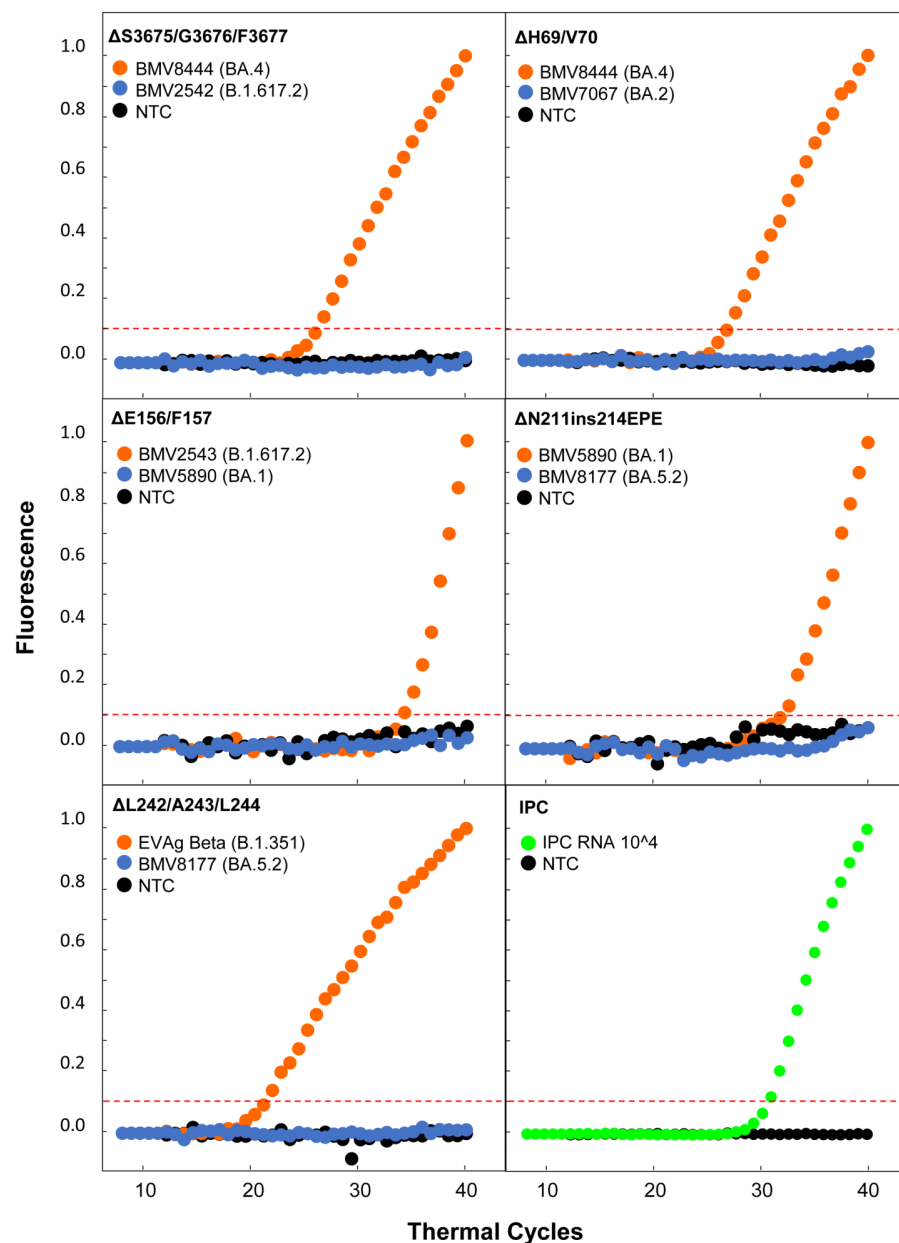 ΔS3675/G3676/F3677
BMV8444 (BA.4)
BMV2542 (B.1.617.2)
NTC
ΔH69/V70
BMV8444 (BA.4)
BMV7067 (BA.2)
NTC
1.0
0.8
0.6
0.4
0.2
0.0
ΔE156/F157
BMV2543 (B.1.617.2)
BMV5890 (BA.1)
NTC
ΔN211ins214EPE
BMV5890 (BA.1)
BMV8177 (BA.5.2)
NTC
1.0
0.8
0.6
0.4
0.2
0.0
Fluorescence
ΔL242/A243/L244
EVAg Beta (B.1.351)
BMV8177 (BA.5.2)
NTC
IPC
IPC RNA 10^4
NTC
1.0
0.8
0.6
0.4
0.2
0.0
10 20 30 40 10 20 30 40
Thermal Cycles